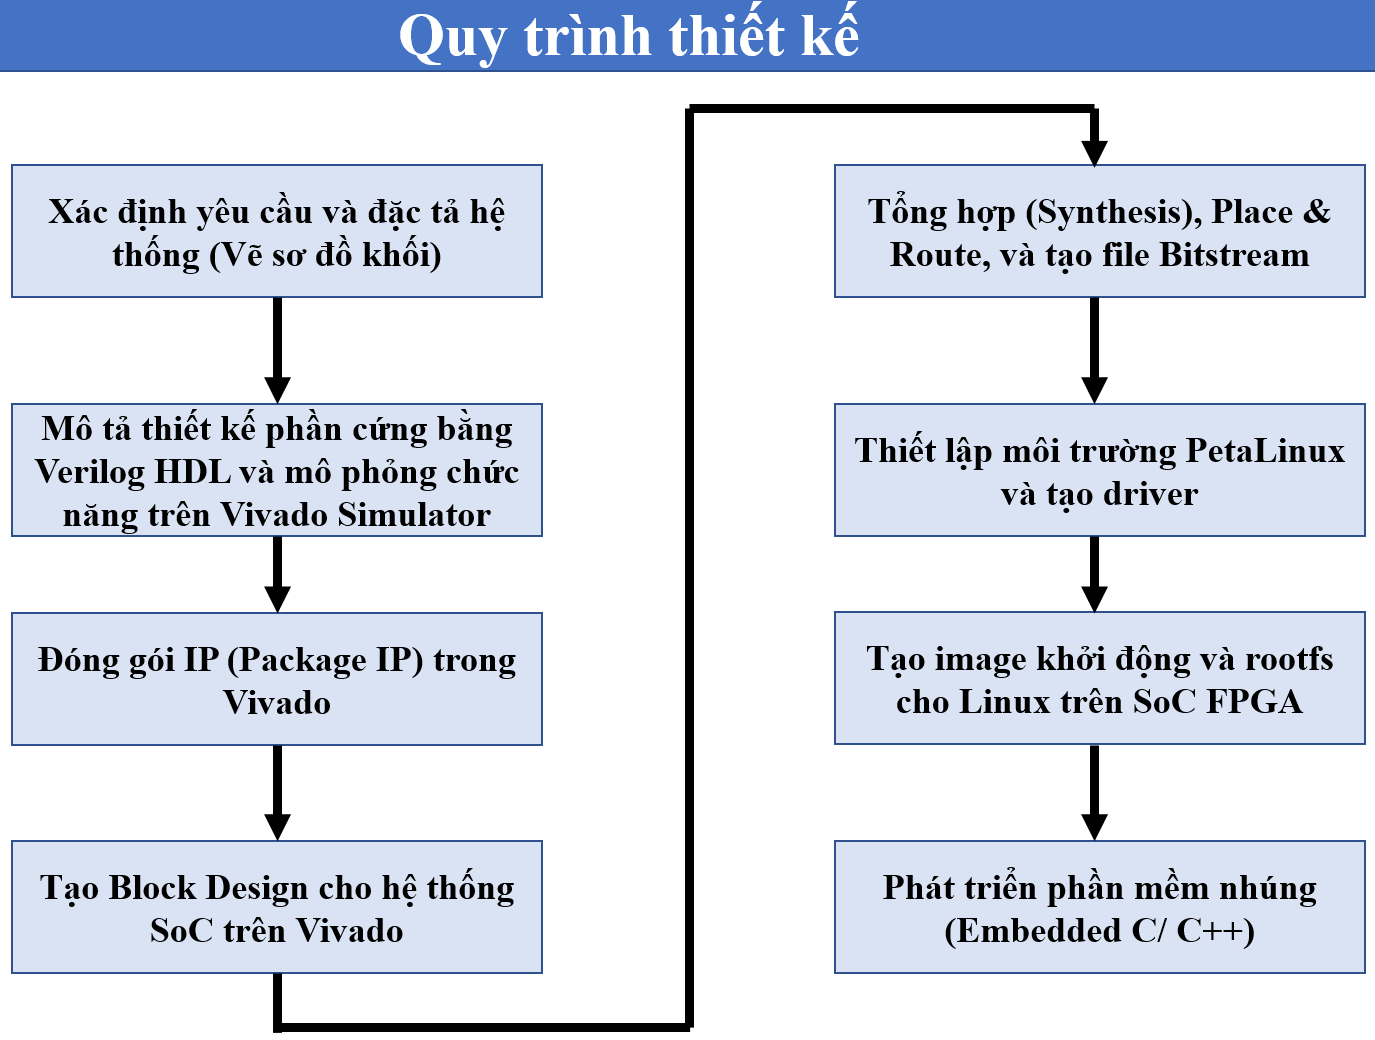 Quy trình thiết kế
Xác định yêu cầu và đặc tả hệ
thống (Vẽ sơ đồ khối)
Mô tả thiết kế phần cứng bằng
Verilog HDL và mô phỏng chức
năng trên Vivado Simulator
Đóng gói IP (Package IP) trong
Vivado
Tạo Block Design cho hệ thống
SoC trên Vivado
Tổng hợp (Synthesis), Place &
Route, và tạo file Bitstream
Thiết lập môi trường PetaLinux
và tạo driver
Tạo image khởi động và rootfs
cho Linux trên SoC FPGA
Phát triển phần mềm nhúng
(Embedded C/ C++)